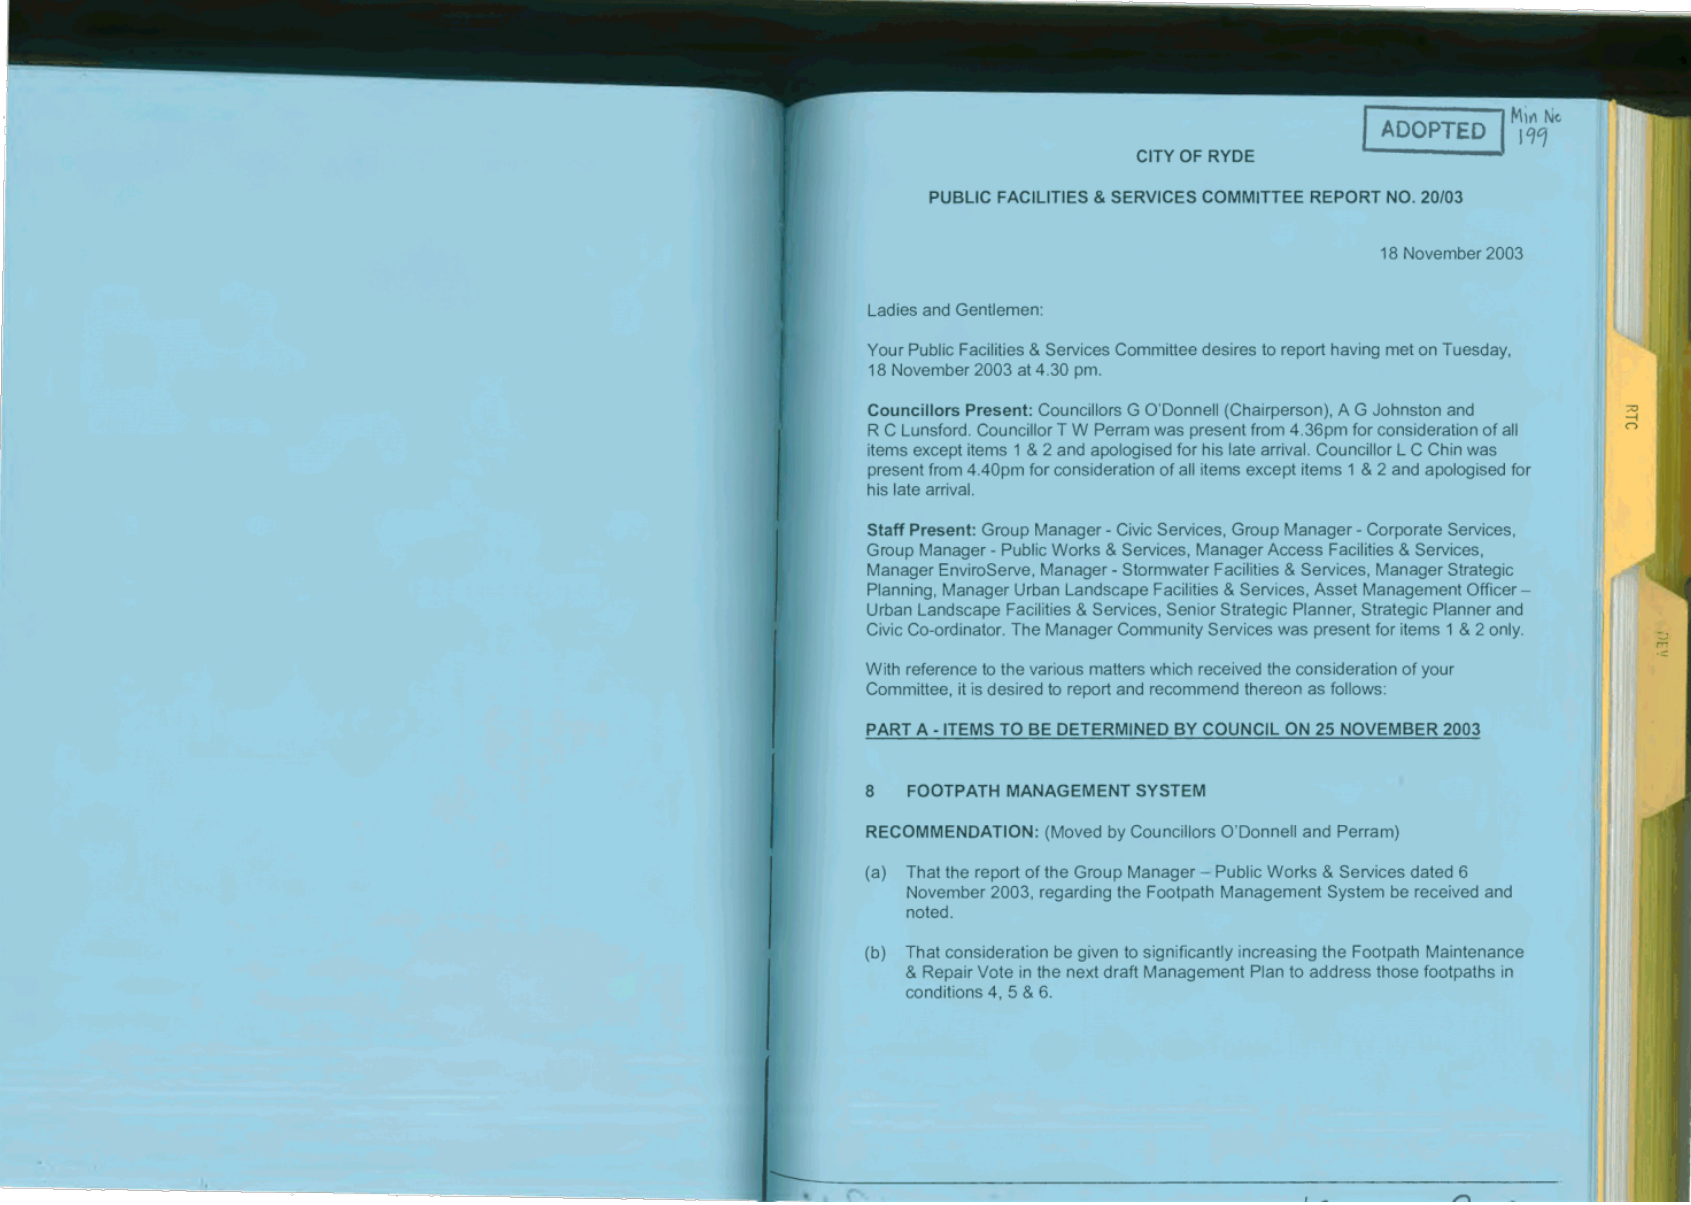 ADOPTED
Min No
199
CITY OF RYDE
PUBLIC FACILITIES & SERVICES COMMITTEE REPORT NO. 20/03
18 November 2003
Ladies and Gentlemen:
Your Public Facilities & Services Committee desires to report having met on Tuesday,
18 November 2003 at 4.30 pm.
Councillors Present: Councillors G O'Donnell (Chairperson), A G Johnston and
R C Lunsford. Councillor T W Perram was present from 4.36pm for consideration of all
items except items 1 & 2 and apologised for his late arrival. Councillor L C Chin was
present from 4.40pm for consideration of all items except items 1 & 2 and apologised for
his late arrival.
Staff Present: Group Manager - Civic Services, Group Manager - Corporate Services,
Group Manager - Public Works & Services, Manager Access Facilities & Services,
Manager EnviroServe, Manager - Stormwater Facilities & Services, Manager Strategic
Planning, Manager Urban Landscape Facilities & Services, Asset Management Officer –
Urban Landscape Facilities & Services, Senior Strategic Planner, Strategic Planner and
Civic Co-ordinator. The Manager Community Services was present for items 1 & 2 only.
With reference to the various matters which received the consideration of your
Committee, it is desired to report and recommend thereon as follows:
PART A - ITEMS TO BE DETERMINED BY COUNCIL ON 25 NOVEMBER 2003
8 FOOTPATH MANAGEMENT SYSTEM
RECOMMENDATION: (Moved by Councillors O'Donnell and Perram)
(a) That the report of the Group Manager – Public Works & Services dated 6
November 2003, regarding the Footpath Management System be received and
noted.
(b) That consideration be given to significantly increasing the Footpath Maintenance
& Repair Vote in the next draft Management Plan to address those footpaths in
conditions 4, 5 & 6.
RTC
DEV